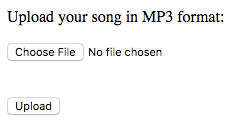 Upload your song in MP3 format:
Choose File No file chosen
Upload